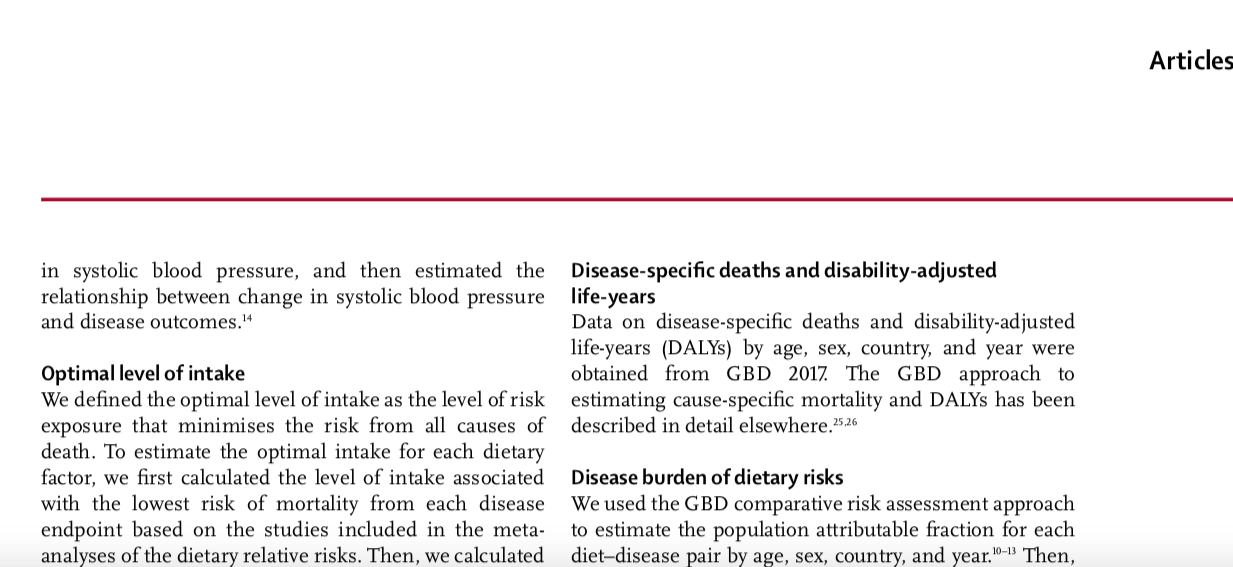 Articles
in systolic blood pressure, and then estimated the
relationship between change in systolic blood pressure
and disease outcomes.14
Optimal level of intake
We defined the optimal level of intake as the level of risk
exposure that minimises the risk from all causes of
death. To estimate the optimal intake for each dietary
factor, we first calculated the level of intake associated
with the lowest risk of mortality from each disease
endpoint based on the studies included in the meta-
analyses of the dietary relative risks. Then, we calculated
Disease-specific deaths and disability-adjusted
life-years
Data on disease-specific deaths and disability-adjusted
life-years (DALYs) by age, sex, country, and year were
obtained from GBD 2017. The GBD approach to
estimating cause-specific mortality and DALYs has been
described in detail elsewhere.25,26
Disease burden of dietary risks
We used the GBD comparative risk assessment approach
to estimate the population attributable fraction for each
diet–disease pair by age, sex, country, and year.10–13 Then,